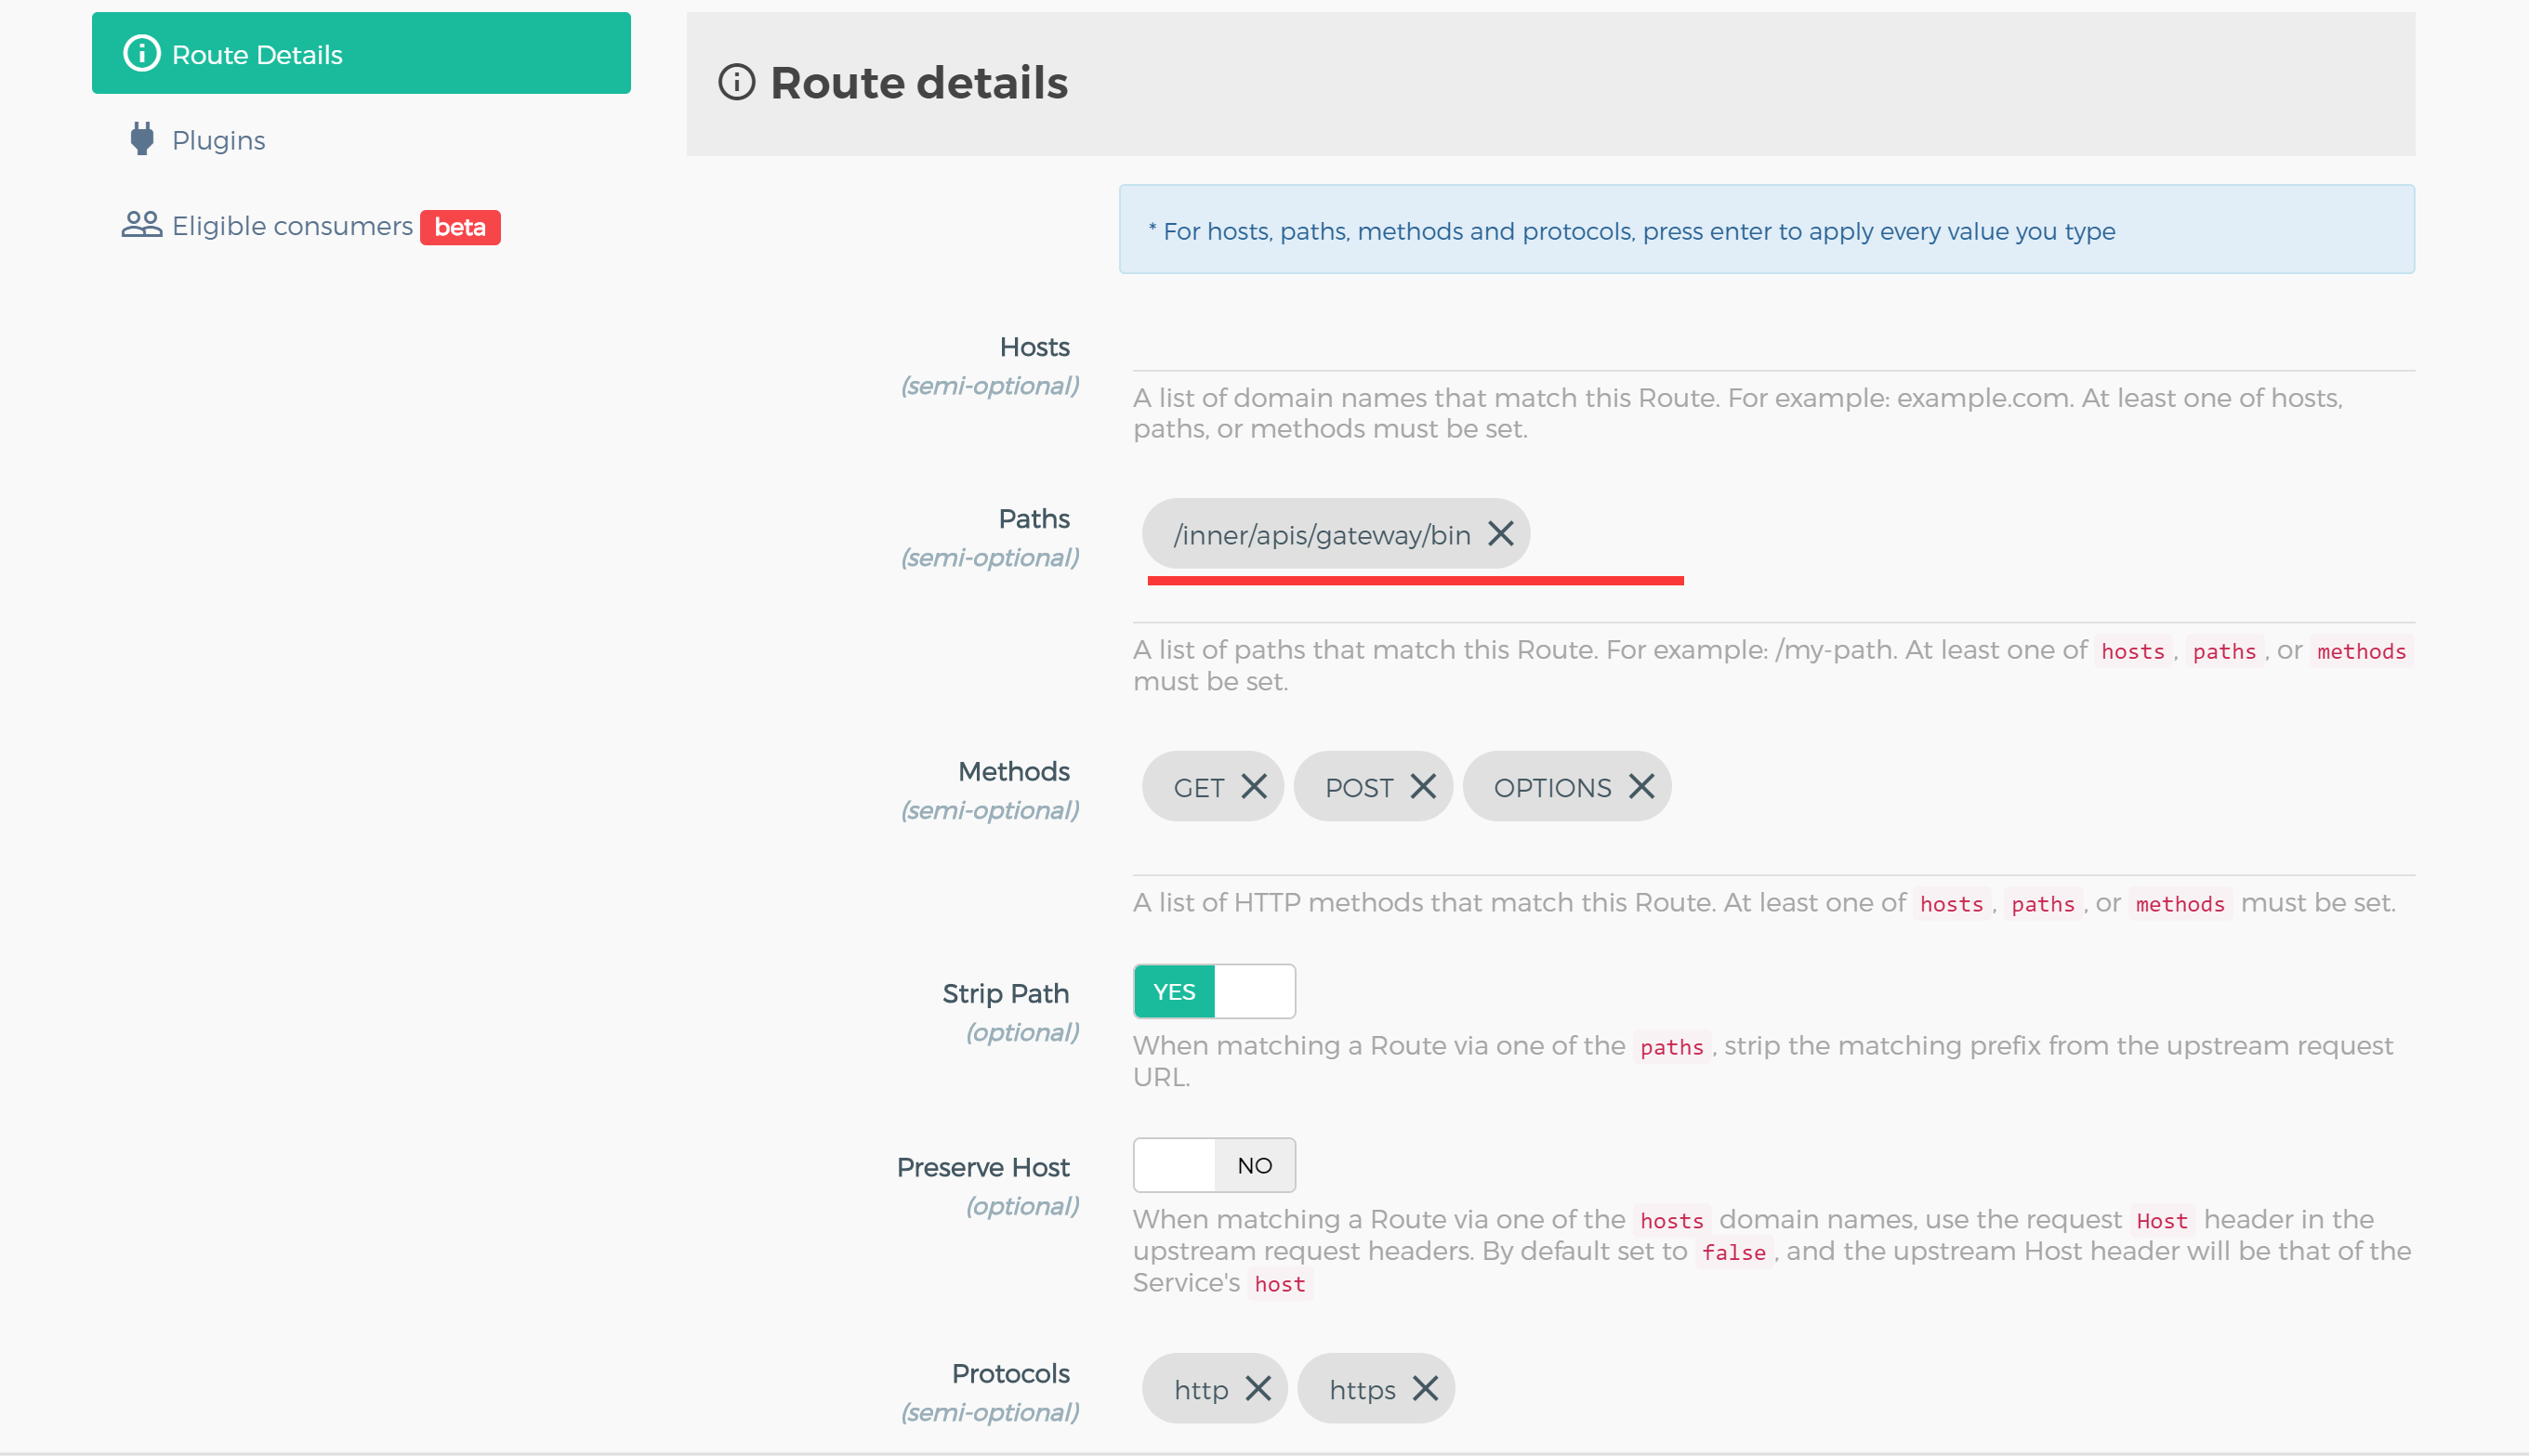 Route Details
Plugins
Eligible consumers beta
Route details
* For hosts, paths, methods and protocols, press enter to apply every value you type
Hosts
(semi-optional)
A list of domain names that match this Route. For example: example.com. At least one of hosts,
paths, or methods must be set.
Paths
(semi-optional)
/inner/apis/gateway/bin
A list of paths that match this Route. For example: /my-path. At least one of hosts, paths, or methods
must be set.
Methods
(semi-optional)
GET POST OPTIONS
A list of HTTP methods that match this Route. At least one of hosts, paths, or methods must be set.
Strip Path
(optional)
YES
When matching a Route via one of the paths, strip the matching prefix from the upstream request
URL.
Preserve Host
(optional)
NO
When matching a Route via one of the hosts domain names, use the request Host header in the
upstream request headers. By default set to false, and the upstream Host header will be that of the
Service's host
Protocols
(semi-optional)
http https